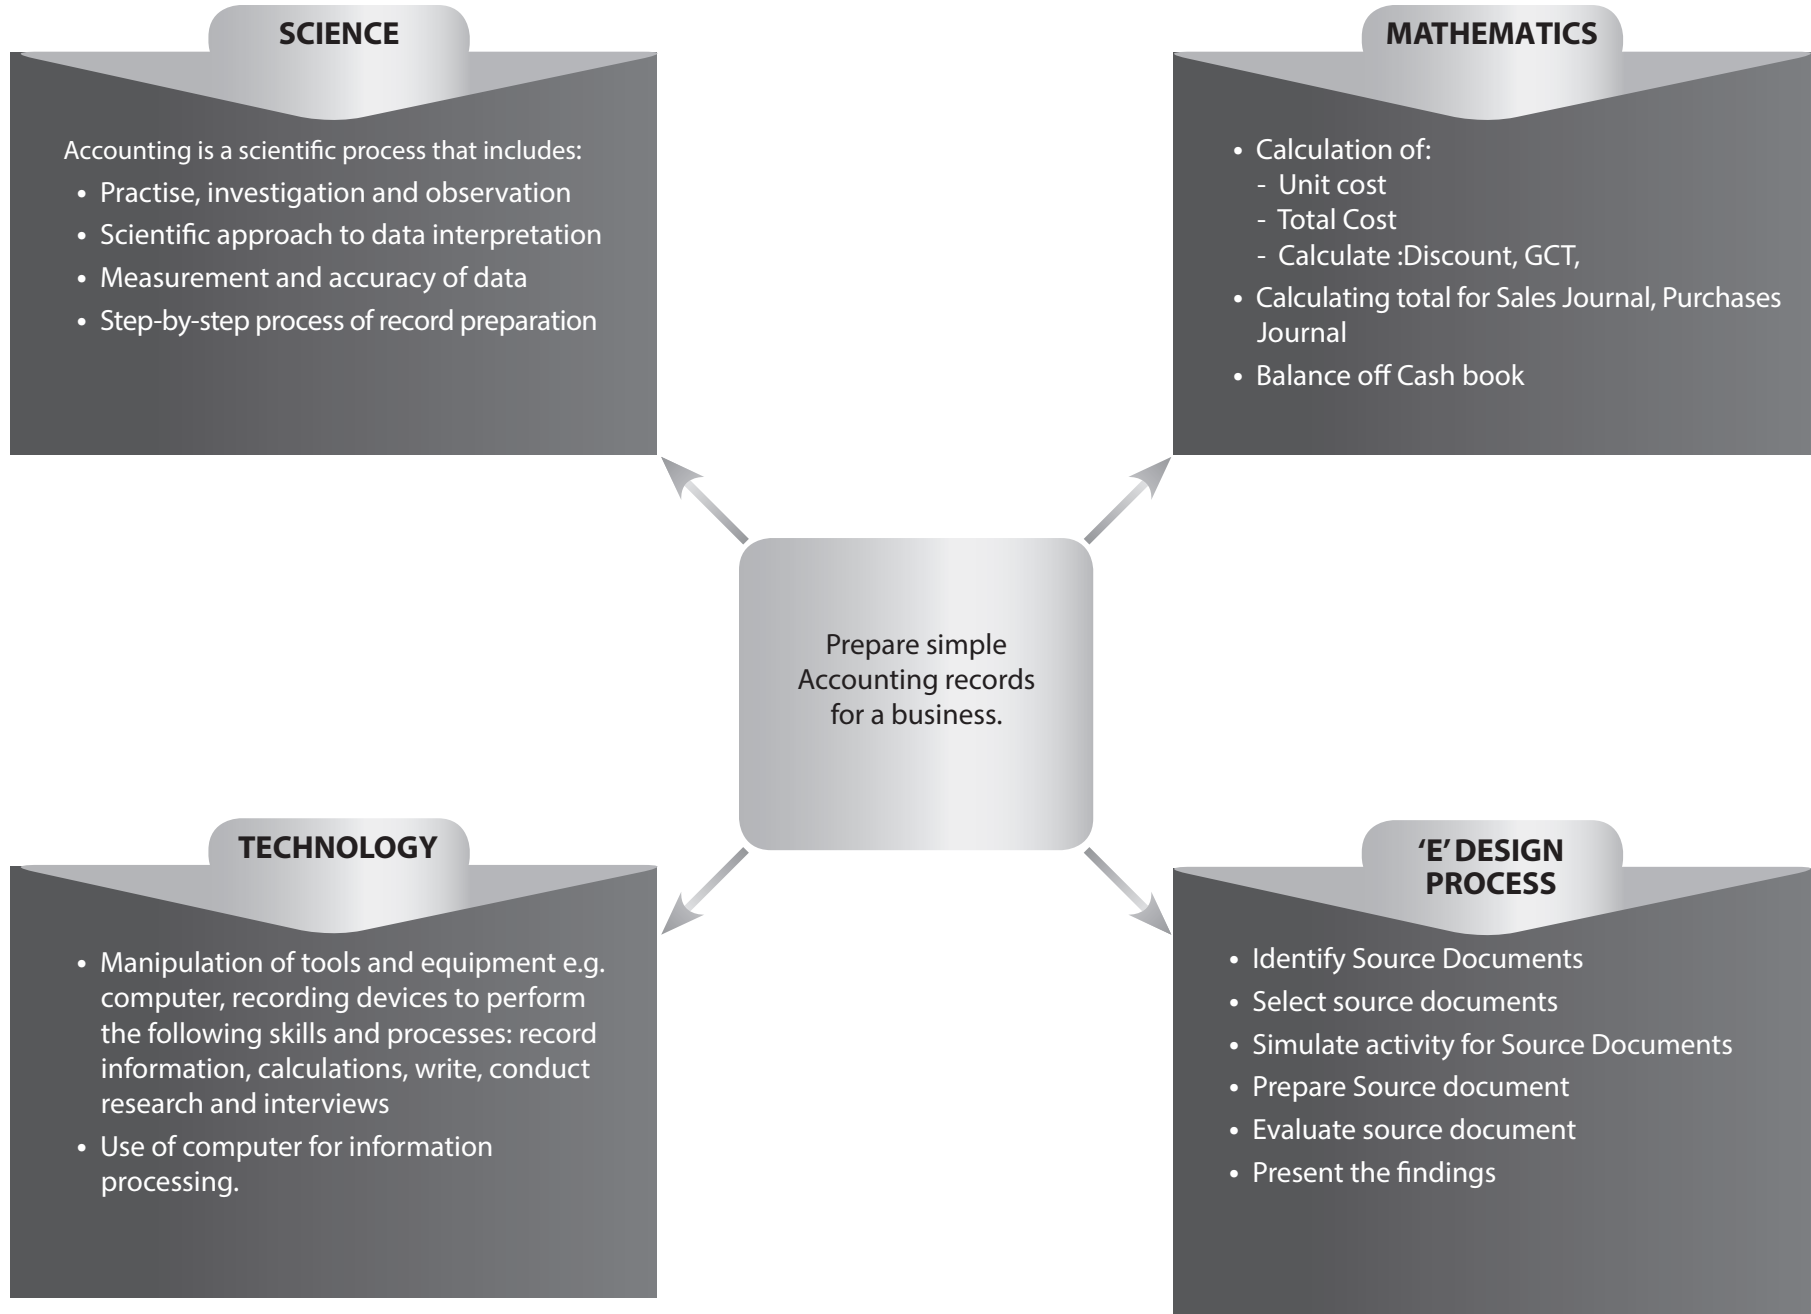 SCIENCE
Accounting is a scientific process that includes:
• Practise, investigation and observation
• Scientific approach to data interpretation
• Measurement and accuracy of data
• Step-by-step process of record preparation
MATHEMATICS
• Calculation of:
- Unit cost
- Total Cost
- Calculate :Discount, GCT,
• Calculating total for Sales Journal, Purchases
Journal
• Balance off Cash book
Prepare simple
Accounting records
for a business.
TECHNOLOGY
• Manipulation of tools and equipment e.g.
computer, recording devices to perform
the following skills and processes: record
information, calculations, write, conduct
research and interviews
• Use of computer for information
processing.
‘E’ DESIGN
PROCESS
• Identify Source Documents
• Select source documents
• Simulate activity for Source Documents
• Prepare Source document
• Evaluate source document
• Present the findings